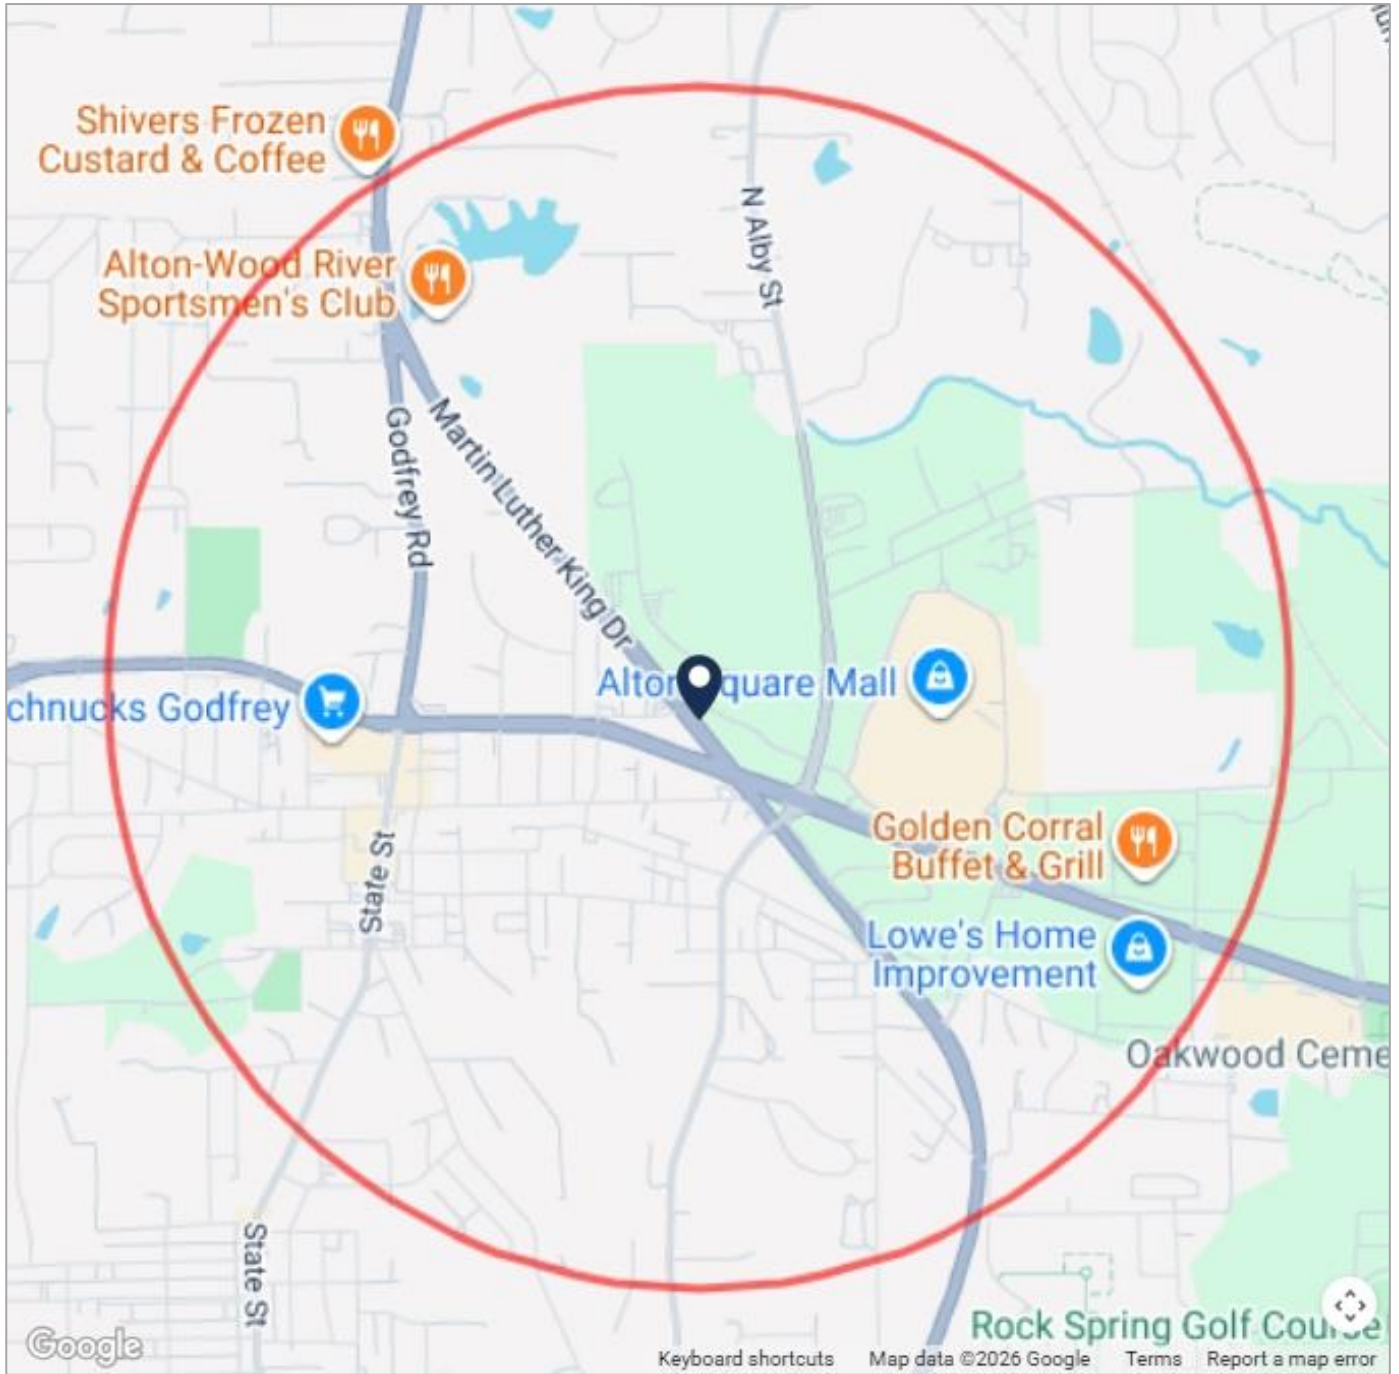 Shivers Frozen
Custard & Coffee
Alton-Wood River
Sportsmen's Club
N Alby St
Godfrey Rd
Martin Luther King Dr
Alton Square Mall
chnucks Godfrey
Golden Corral
Buffet & Grill
State St
Lowe's Home
Improvement
Oakwood Ceme
State St
Rock Spring Golf Course
Google
Keyboard shortcuts
Map data ©2026 Google
Terms
Report a map error